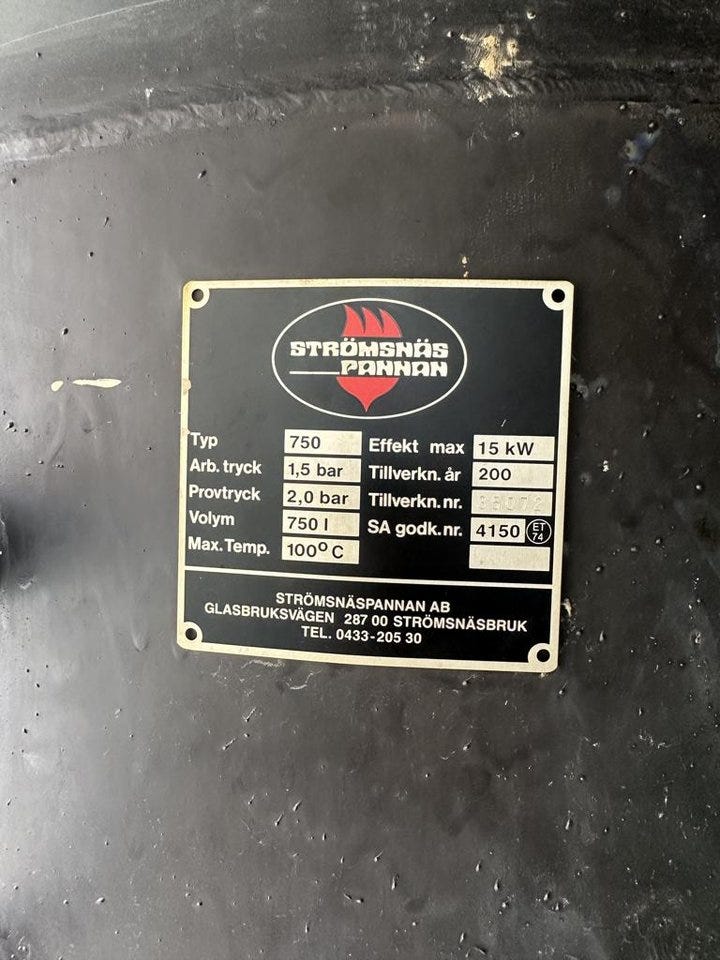 STRÖMSNÄS
PANNAN
Typ 750
Arb. tryck 1,5 bar
Provtryck 2,0 bar
Volym 750 l
Max. Temp. 100° C
Effekt max 15 kW
Tillverkn. år 200
Tillverkn. nr.
SA godk. nr. 4150 ET 74
STRÖMSNÄSPANNAN AB
GLASBRUKSVÄGEN 287 00 STRÖMSNÄSBRUK
TEL. 0433-205 30